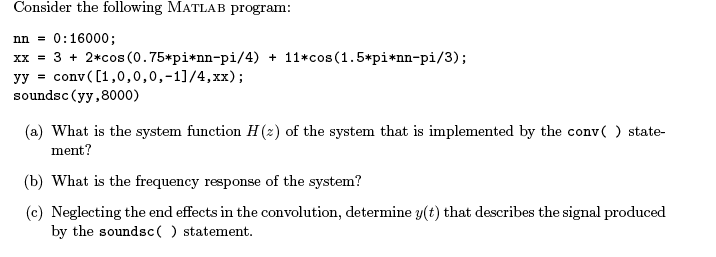 Consider the following MATLAB program:
nn = 0:16000;
xx = 3 + 2*cos(0.75*pi*nn-pi/4) + 11*cos(1.5*pi*nn-pi/3);
yy = conv([1,0,0,0,-1]/4,xx);
soundsc(yy,8000)
(a) What is the system function H(z) of the system that is implemented by the conv( ) state-
ment?
(b) What is the frequency response of the system?
(c) Neglecting the end effects in the convolution, determine y(t) that describes the signal produced
by the soundsc( ) statement.